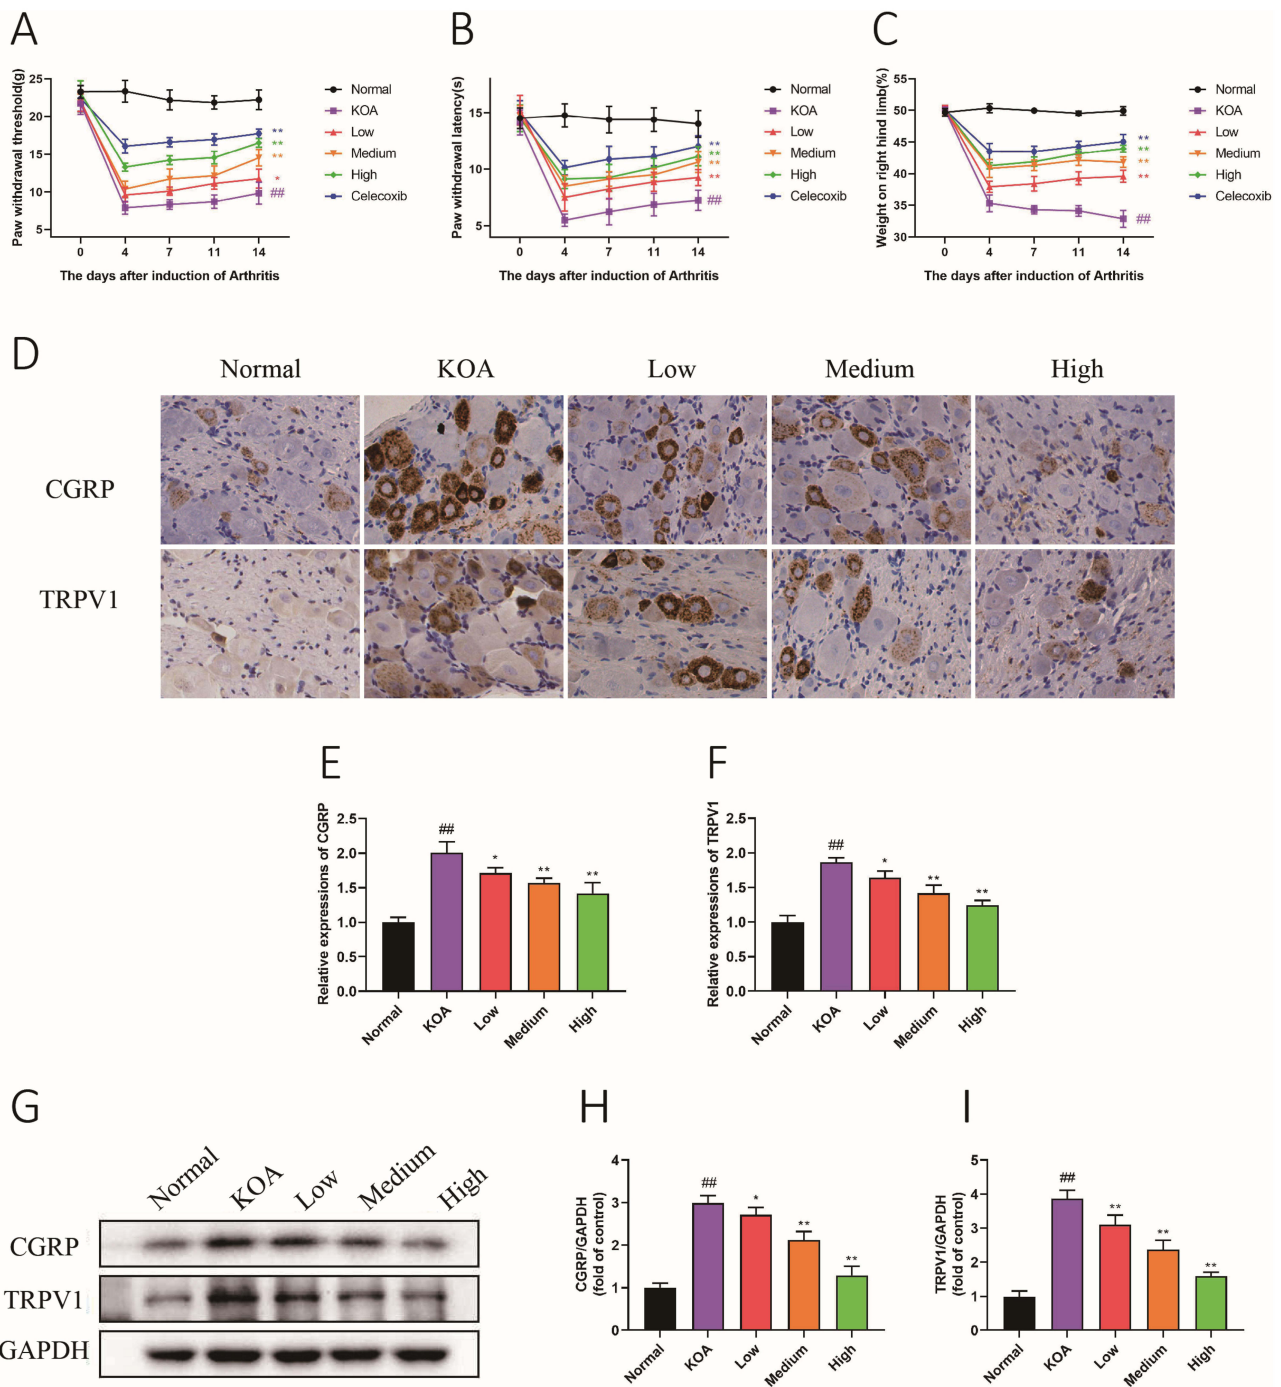 A
B
C
Paw withdrawal threshold(g)
25
20
15
10
5
0 4 7 11 14
The days after induction of Arthritis
**
**
**
*
##
Normal
KOA
Low
Medium
High
Celecoxib
Paw withdrawal latency(s)
15
10
5
0 4 7 11 14
The days after induction of Arthritis
**
**
**
**
##
Normal
KOA
Low
Medium
High
Celecoxib
Weight on right hind limb(%)
55
50
45
40
35
30
0 4 7 11 14
The days after induction of Arthritis
**
**
**
**
##
Normal
KOA
Low
Medium
High
Celecoxib
D
Normal KOA Low Medium High
CGRP
TRPV1
E
Relative expressions of CGRP
2.5
2.0
1.5
1.0
0.5
0.0
## * ** **
Normal KOA Low Medium High
F
Relative expressions of TRPV1
2.5
2.0
1.5
1.0
0.5
0.0
## * ** **
Normal KOA Low Medium High
G
Normal KOA Low Medium High
CGRP
TRPV1
GAPDH
H
CGRP/GAPDH
(fold of control)
4
3
2
1
0
## * ** **
Normal KOA Low Medium High
I
TRPV1/GAPDH
(fold of control)
5
4
3
2
1
0
## ** ** **
Normal KOA Low Medium High